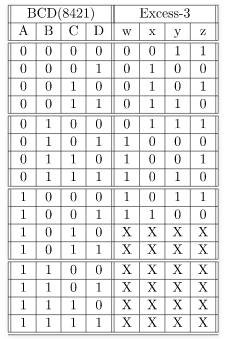 BCD(8421) Excess-3
A B C D w x y z
0 0 0 0 0 0 1 1
0 0 0 1 0 1 0 0
0 0 1 0 0 1 0 1
0 0 1 1 0 1 1 0
0 1 0 0 0 1 1 1
0 1 0 1 1 0 0 0
0 1 1 0 1 0 0 1
0 1 1 1 1 0 1 0
1 0 0 0 1 0 1 1
1 0 0 1 1 1 0 0
1 0 1 0 X X X X
1 0 1 1 X X X X
1 1 0 0 X X X X
1 1 0 1 X X X X
1 1 1 0 X X X X
1 1 1 1 X X X X